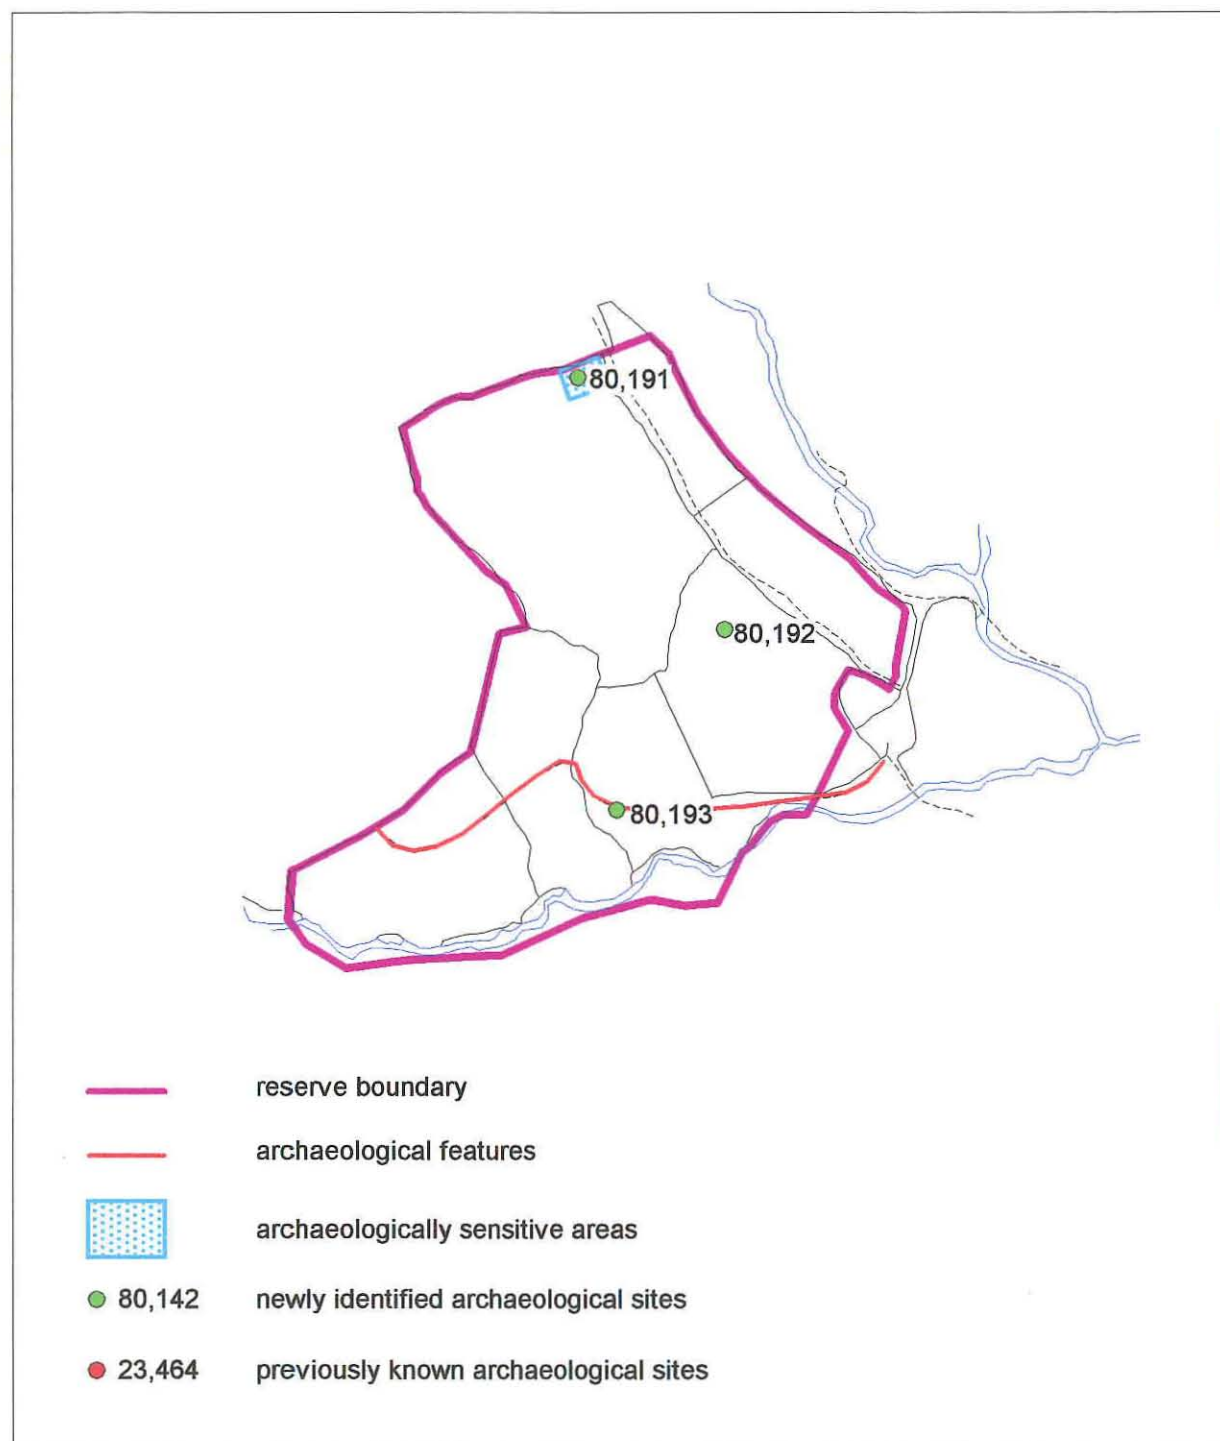 80,191
80,192
80,193
reserve boundary
archaeological features
archaeologically sensitive areas
80,142 newly identified archaeological sites
23,464 previously known archaeological sites